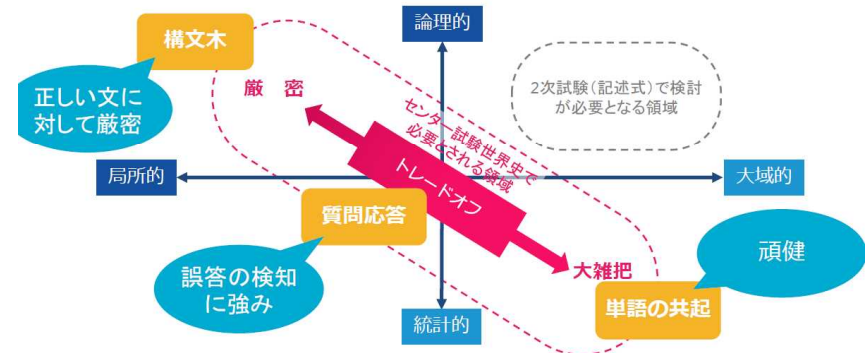 論理的
構文木
正しい文に
対して厳密
厳 密
センター試験世界史で
必要とされる領域
2次試験(記述式)で検討
が必要となる領域
局所的
トレードオフ
大域的
質問応答
誤答の検知
に強み
大雑把
頑健
単語の共起
統計的